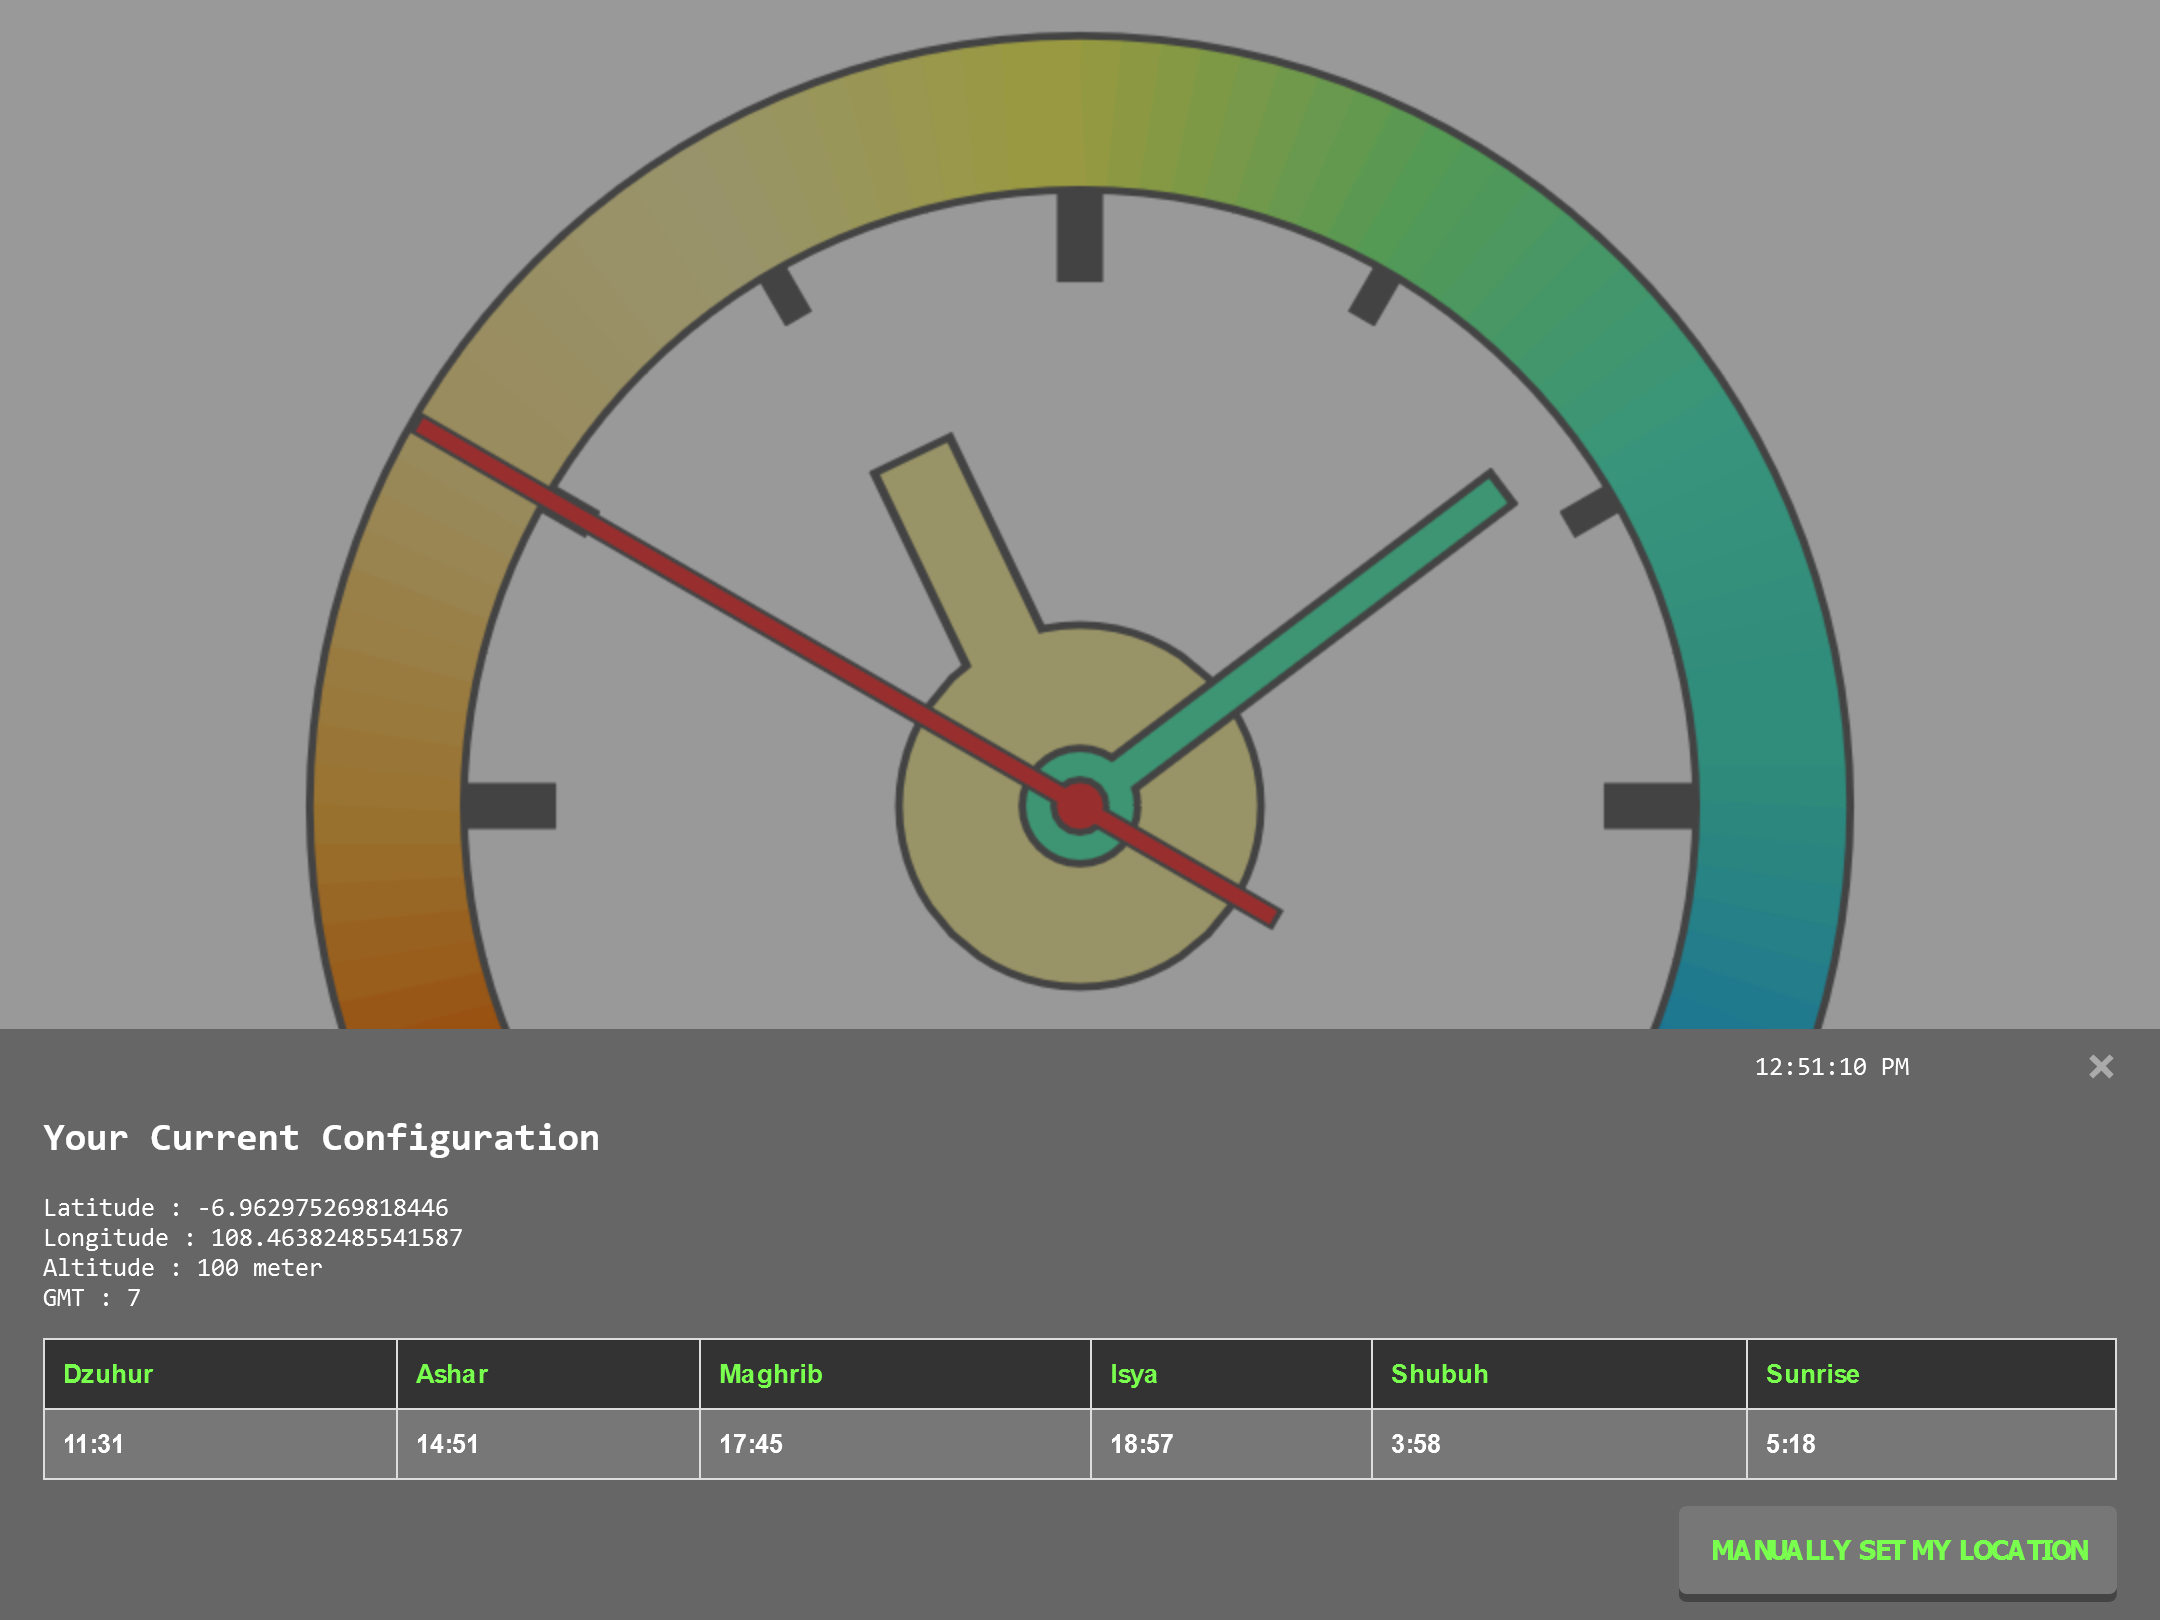 12:51:10 PM
Your Current Configuration
Latitude : -6.962975269818446
Longitude : 108.46382485541587
Altitude : 100 meter
GMT : 7
Dzuhur Ashar Maghrib Isya Shubuh Sunrise
11:31 14:51 17:45 18:57 3:58 5:18
MANUALLY SET MY LOCATION